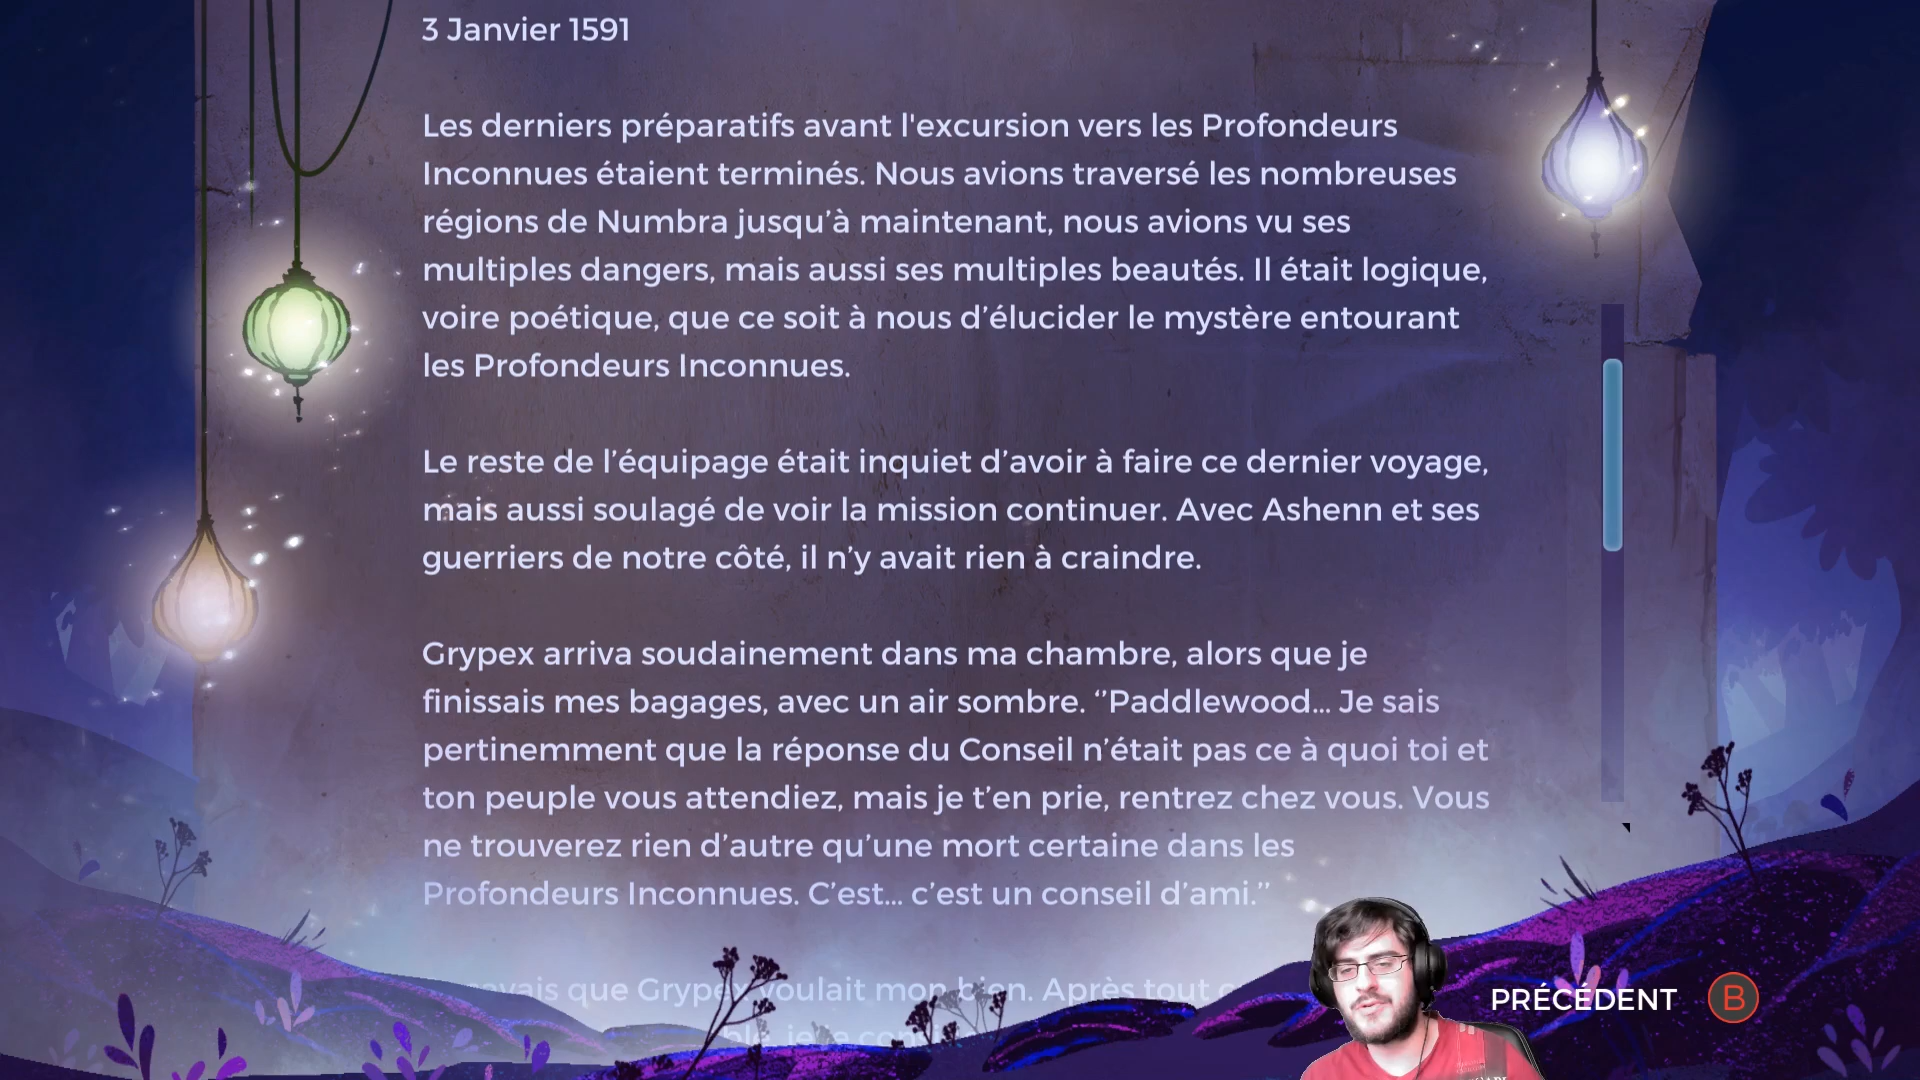 3 Janvier 1591
Les derniers préparatifs avant l'excursion vers les Profondeurs
Inconnues étaient terminés. Nous avions traversé les nombreuses
régions de Numbra jusqu’à maintenant, nous avions vu ses
multiples dangers, mais aussi ses multiples beautés. Il était logique,
voire poétique, que ce soit à nous d’élucider le mystère entourant
les Profondeurs Inconnues.
Le reste de l’équipage était inquiet d’avoir à faire ce dernier voyage,
mais aussi soulagé de voir la mission continuer. Avec Ashenn et ses
guerriers de notre côté, il n’y avait rien à craindre.
Grypex arriva soudainement dans ma chambre, alors que je
finissais mes bagages, avec un air sombre. ‘’Paddlewood... Je sais
pertinemment que la réponse du Conseil n’était pas ce à quoi toi et
ton peuple vous attendiez, mais je t’en prie, rentrez chez vous. Vous
ne trouverez rien d’autre qu’une mort certaine dans les
Profondeurs Inconnues. C’est... c’est un conseil d’ami.’’
que Grypex voulait mon bien. Après tout
PRÉCÉDENT B